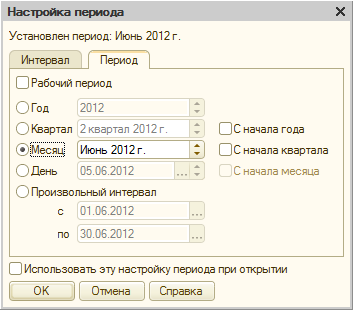 Настройка периода
Установлен период: Июнь 2012 г.
Интервал Период
Рабочий период
Год 2012
Квартал 2 квартал 2012 г. С начала года
Месяц Июнь 2012 г. С начала квартала
День 05.06.2012 ... С начала месяца
Произвольный интервал
с 01.06.2012 ...
по 30.06.2012 ...
Использовать эту настройку периода при открытии
OK Отмена Справка